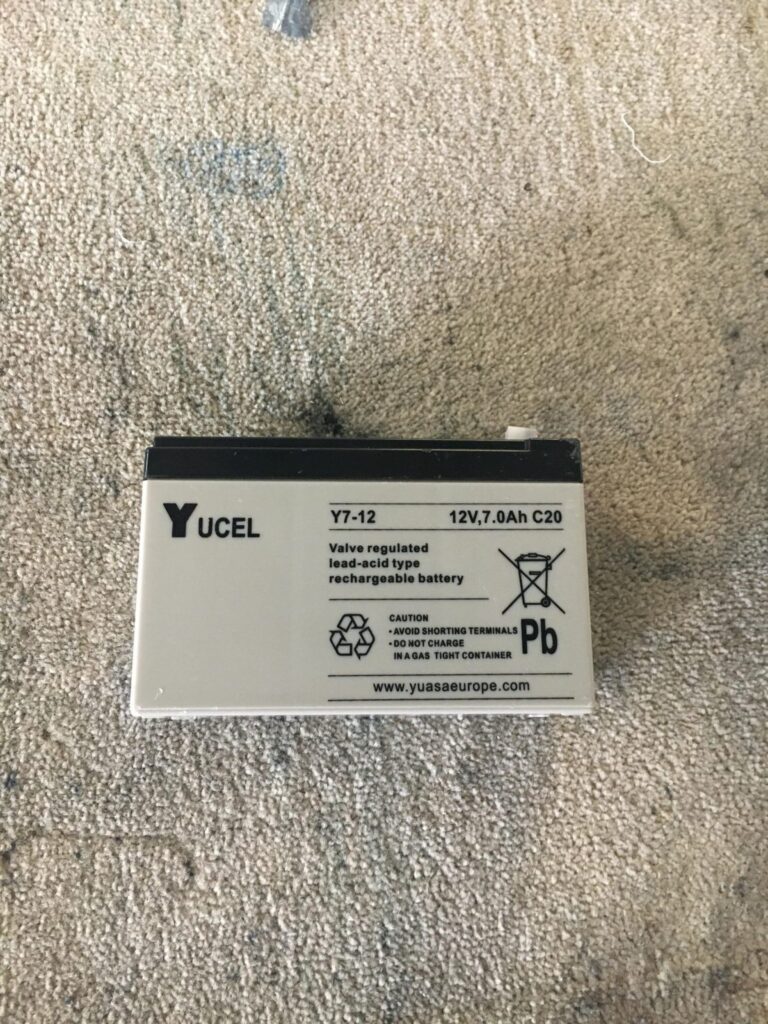 YUCEL
Y7-12 12V,7.0Ah C20
Valve regulated
lead-acid type
rechargeable battery
CAUTION
• AVOID SHORTING TERMINALS
• DO NOT CHARGE
IN A GAS TIGHT CONTAINER
Pb
www.yuasaeurope.com